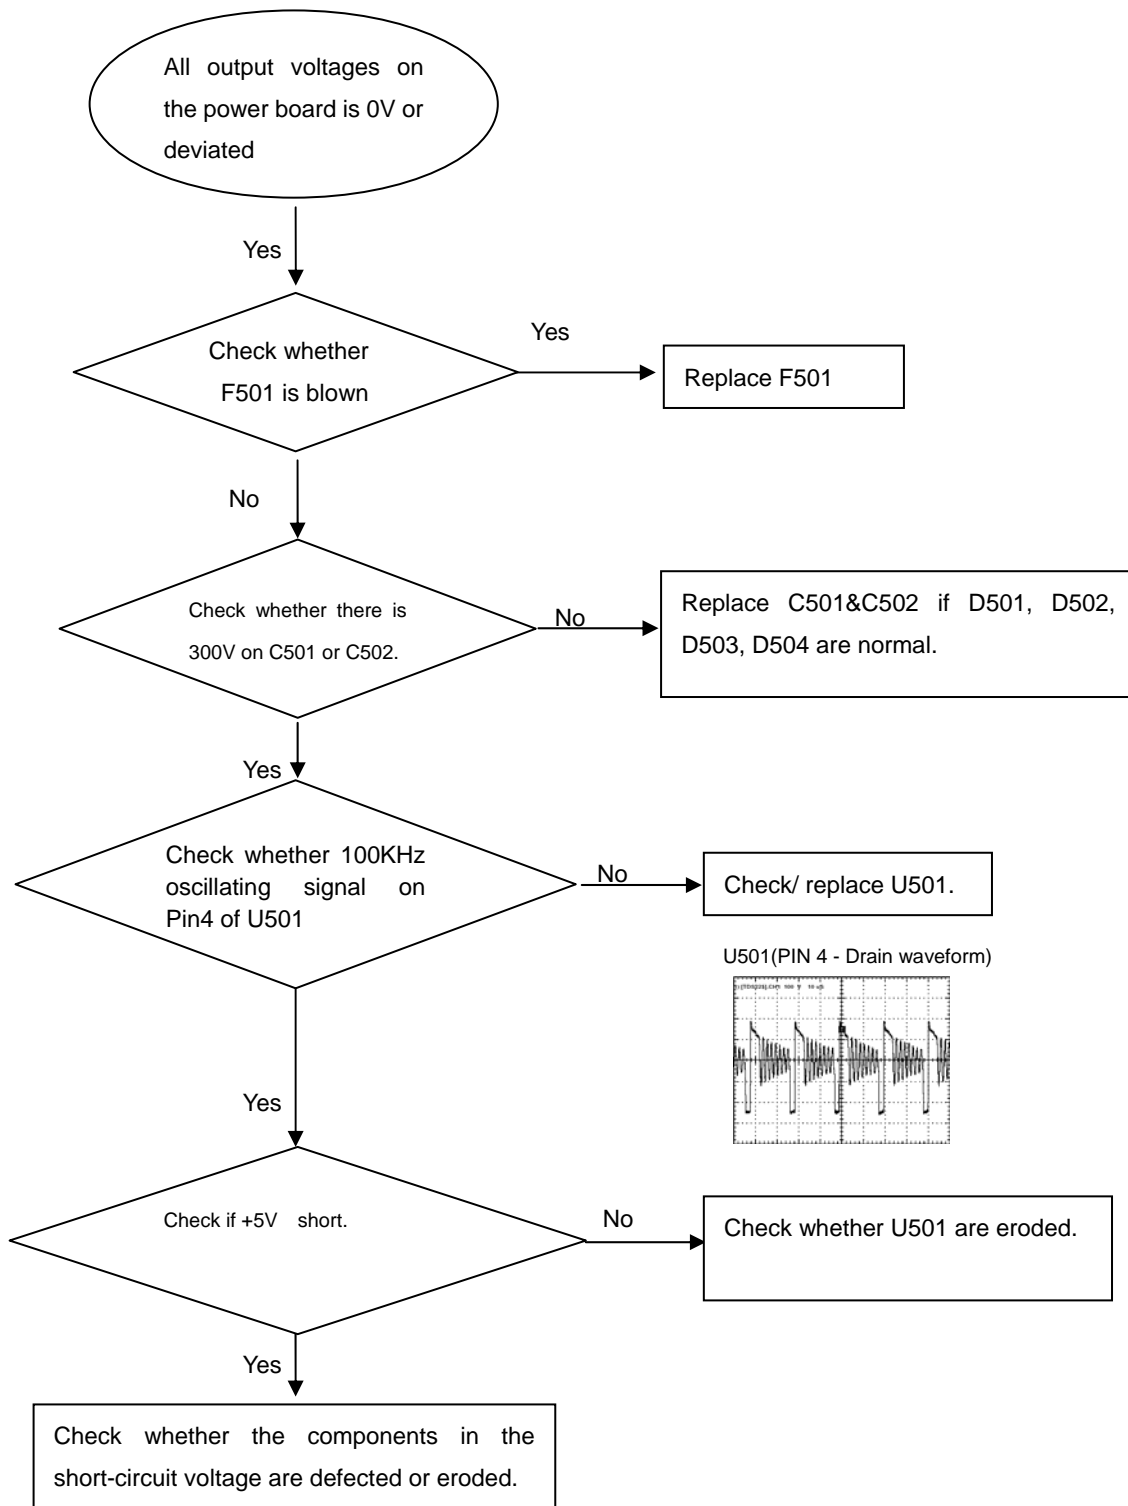 All output voltages on
the power board is 0V or
deviated
Yes
Check whether
F501 is blown
Yes
Replace F501
No
Check whether there is
300V on C501 or C502.
No
Replace C501&C502 if D501, D502,
D503, D504 are normal.
Yes
Check whether 100KHz
oscillating signal on
Pin4 of U501
No
Check/ replace U501.
U501(PIN 4 - Drain waveform)
Yes
Check if +5V short.
No
Check whether U501 are eroded.
Yes
Check whether the components in the
short-circuit voltage are defected or eroded.